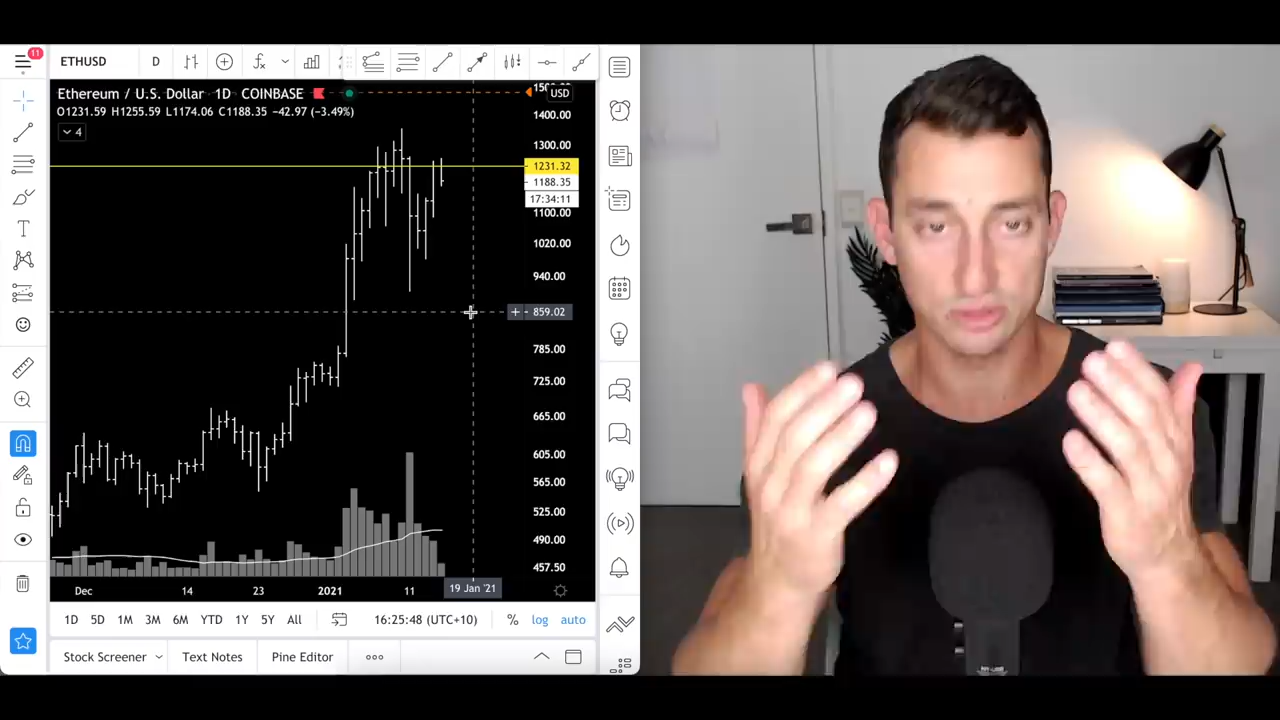 11
ETHUSD
D
Ethereum / U.S. Dollar 1D COINBASE
O1231.59 H1255.59 L1174.06 C1188.35 −42.97 (−3.49%)
4
USD
1400.00
1300.00
1231.32
1188.35
17:34:11
1100.00
1020.00
940.00
859.02
785.00
725.00
665.00
605.00
565.00
525.00
490.00
457.50
Dec
14
23
2021
11
19 Jan '21
1D 5D 1M 3M 6M YTD 1Y 5Y All
16:25:48 (UTC+10)
% log auto
Stock Screener
Text Notes
Pine Editor